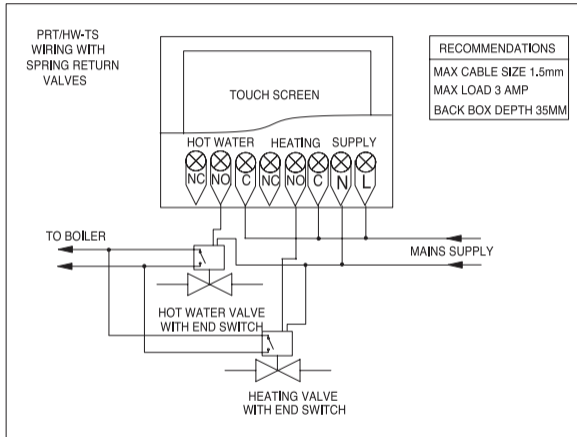 PRT/HW-TS
WIRING WITH
SPRING RETURN
VALVES
RECOMMENDATIONS
MAX CABLE SIZE 1.5mm
MAX LOAD 3 AMP
BACK BOX DEPTH 35MM
TOUCH SCREEN
HOT WATER HEATING SUPPLY
NC NO C NC NO C N L
TO BOILER
MAINS SUPPLY
HOT WATER VALVE
WITH END SWITCH
HEATING VALVE
WITH END SWITCH